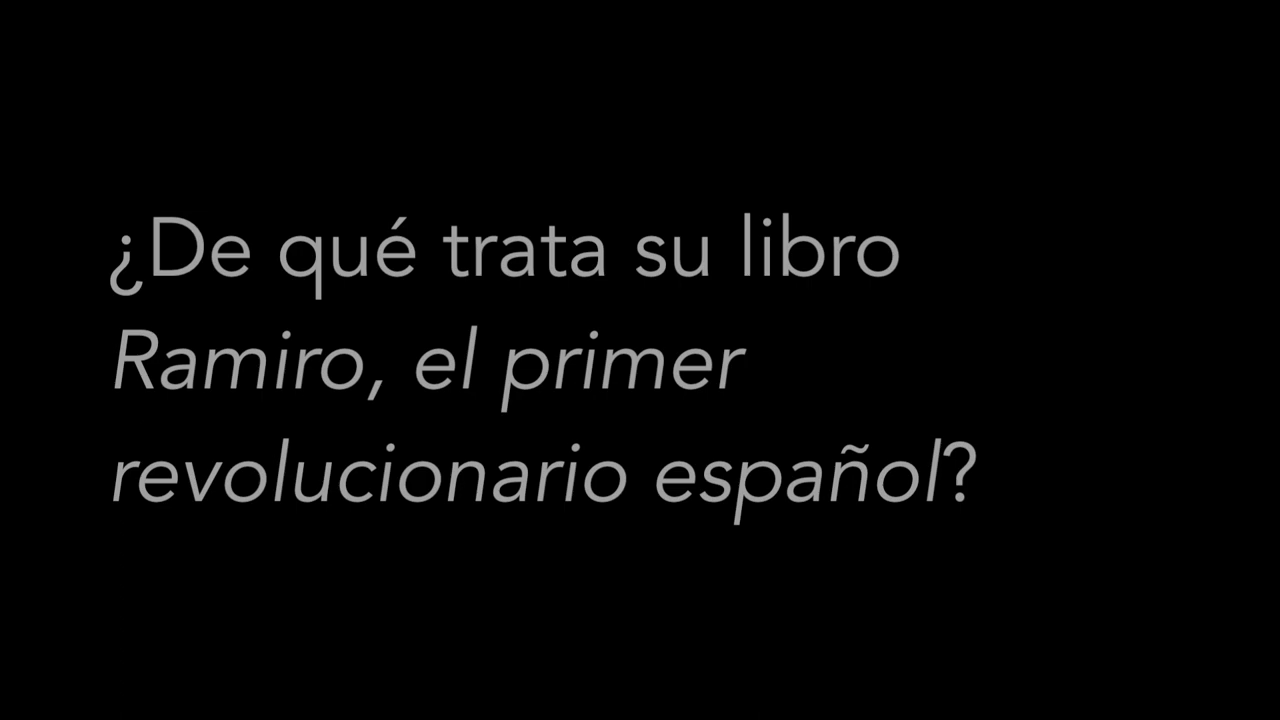 ¿De qué trata su libro
Ramiro, el primer
revolucionario español?